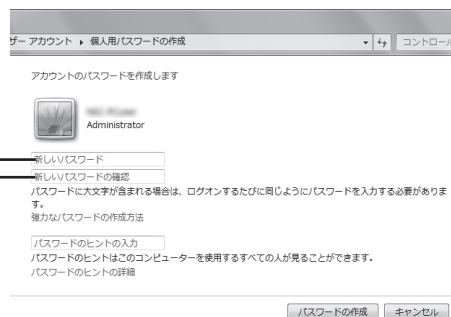 ザー アカウント ▸ 個人用パスワードの作成
コントロール
アカウントのパスワードを作成します
Administrator
新しいパスワード
新しいパスワードの確認
パスワードに大文字が含まれる場合は、ログオンするたびに同じようにパスワードを入力する必要がありま
す。
強力なパスワードの作成方法
パスワードのヒントの入力
パスワードのヒントはこのコンピューターを使用するすべての人が見ることができます。
パスワードのヒントの詳細
パスワードの作成
キャンセル